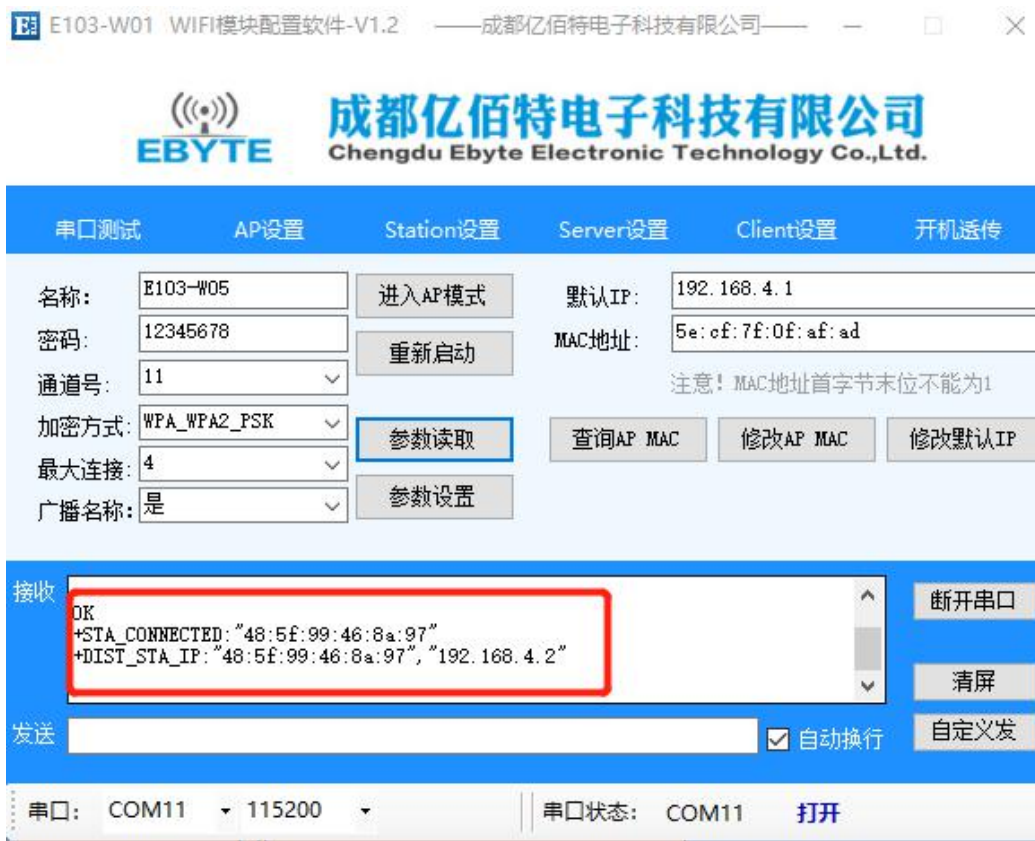 E103-W01 WIFI模块配置软件-V1.2 ——成都亿佰特电子科技有限公司——
EBYTE
成都亿佰特电子科技有限公司
Chengdu Ebyte Electronic Technology Co.,Ltd.
串口测试 AP设置 Station设置 Server设置 Client设置 开机透传
名称: E103-W05 进入AP模式 默认IP: 192.168.4.1
密码: 12345678 重新启动 MAC地址: 5e:cf:7f:0f:af:ad
通道号: 11 注意! MAC地址首字节末位不能为1
加密方式: WPA_WPA2_PSK 参数读取 查询AP MAC 修改AP MAC 修改默认IP
最大连接: 4
广播名称: 是 参数设置
接收 断开串口
OK
+STA_CONNECTED:"48:5f:99:46:8a:97"
+DIST_STA_IP:"48:5f:99:46:8a:97","192.168.4.2"
清屏
发送 自动换行 自定义发
串口: COM11 115200 串口状态: COM11 打开